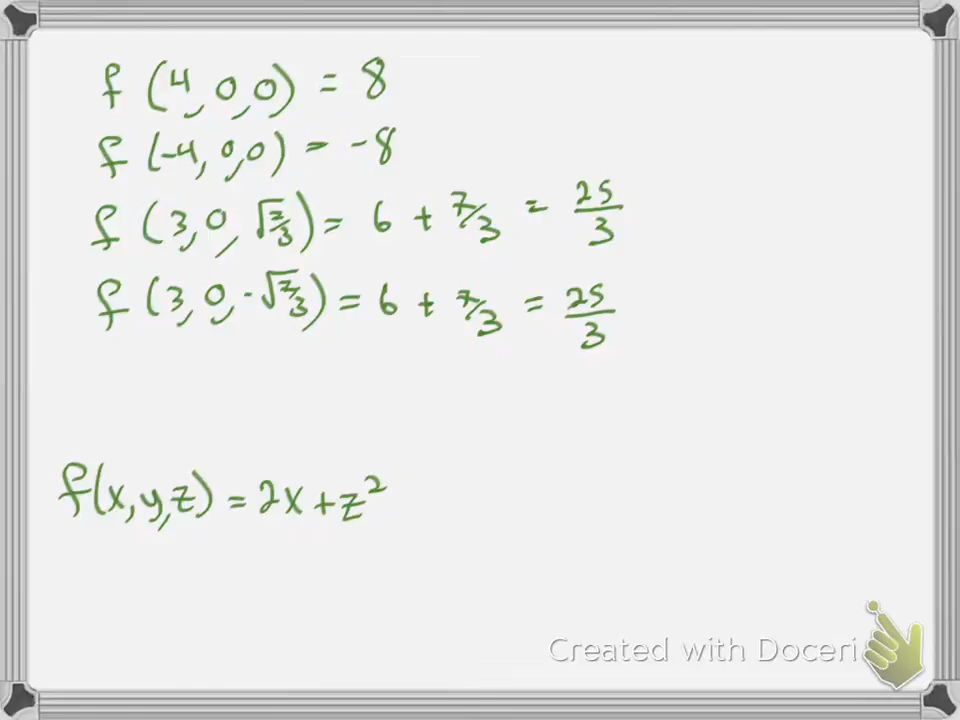 f (4, 0, 0) = 8
f (-4, 0, 0) = -8
f (3, 0, √7/3) = 6 + 7/3 = 25/3
f (3, 0, -√7/3) = 6 + 7/3 = 25/3
f(x, y, z) = 2x + z²
Created with Doceri